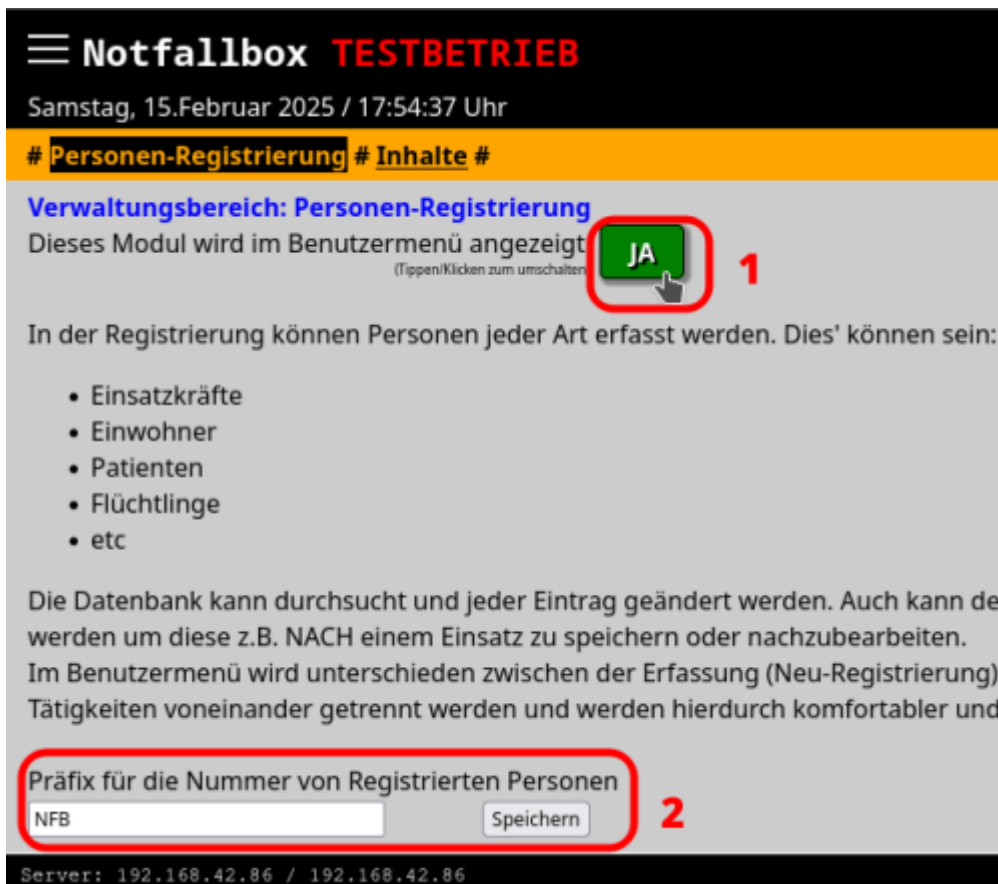 Notfallbox TESTBETRIEB
Samstag, 15.Februar 2025 / 17:54:37 Uhr
# Personen-Registrierung # Inhalte #
Verwaltungsbereich: Personen-Registrierung
Dieses Modul wird im Benutzermenü angezeigt
JA
1
(Tippen/Klicken zum umschalten
In der Registrierung können Personen jeder Art erfasst werden. Dies' können sein:
• Einsatzkräfte
• Einwohner
• Patienten
• Flüchtlinge
• etc
Die Datenbank kann durchsucht und jeder Eintrag geändert werden. Auch kann de
werden um diese z.B. NACH einem Einsatz zu speichern oder nachzubearbeiten.
Im Benutzermenü wird unterschieden zwischen der Erfassung (Neu-Registrierung)
Tätigkeiten voneinander getrennt werden und werden hierdurch komfortabler und
Präfix für die Nummer von Registrierten Personen
NFB Speichern
2
Server: 192.168.42.86 / 192.168.42.86